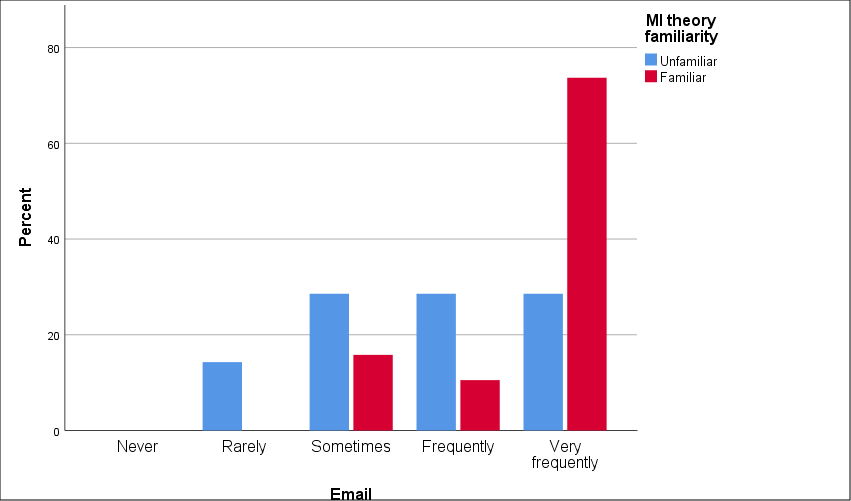 MI theory
familiarity
Unfamiliar
Familiar
Percent
80
60
40
20
0
Never
Rarely
Sometimes
Frequently
Very
frequently
Email